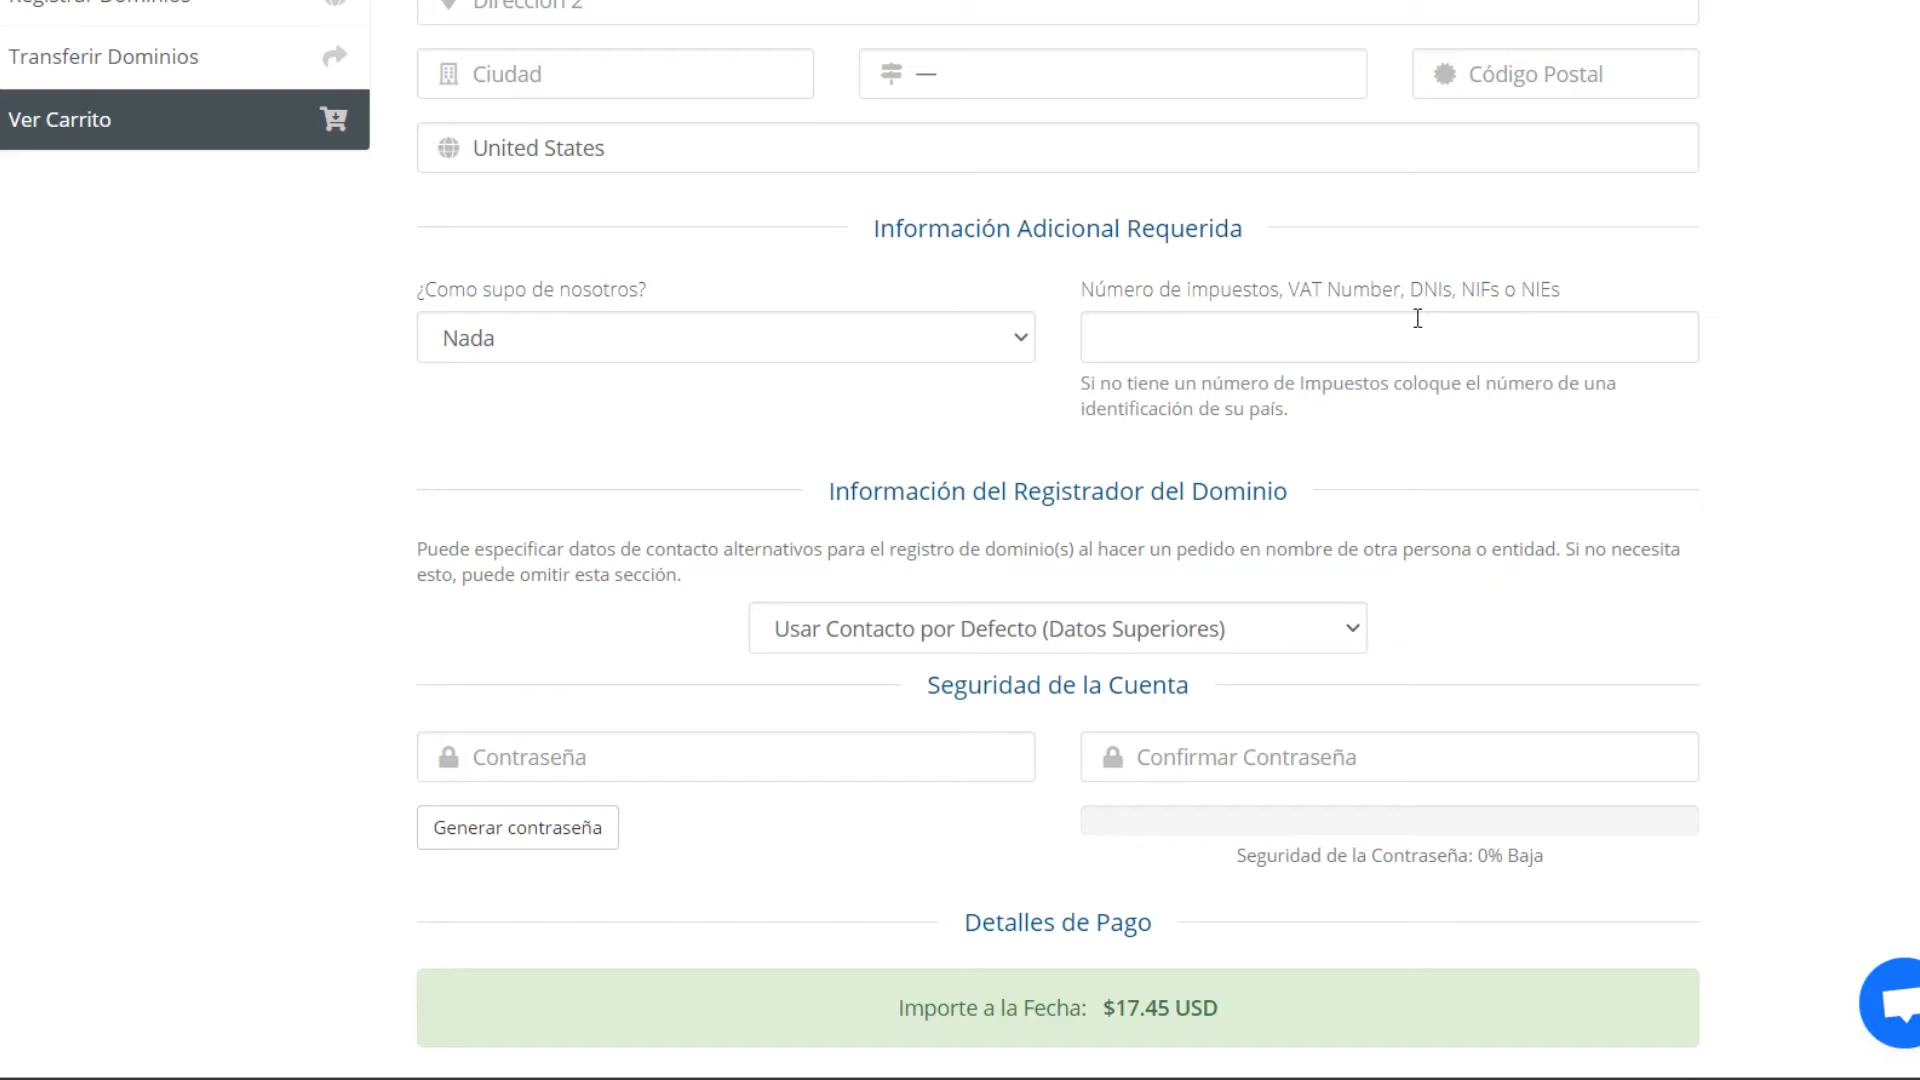 Registrar Dominios
Dirección 2
Transferir Dominios
Ciudad
—
Código Postal
Ver Carrito
United States
Información Adicional Requerida
¿Como supo de nosotros?
Número de impuestos, VAT Number, DNIs, NIFs o NIEs
Nada
Si no tiene un número de Impuestos coloque el número de una
identificación de su país.
Información del Registrador del Dominio
Puede especificar datos de contacto alternativos para el registro de dominio(s) al hacer un pedido en nombre de otra persona o entidad. Si no necesita
esto, puede omitir esta sección.
Usar Contacto por Defecto (Datos Superiores)
Seguridad de la Cuenta
Contraseña
Confirmar Contraseña
Generar contraseña
Seguridad de la Contraseña: 0% Baja
Detalles de Pago
Importe a la Fecha: $17.45 USD